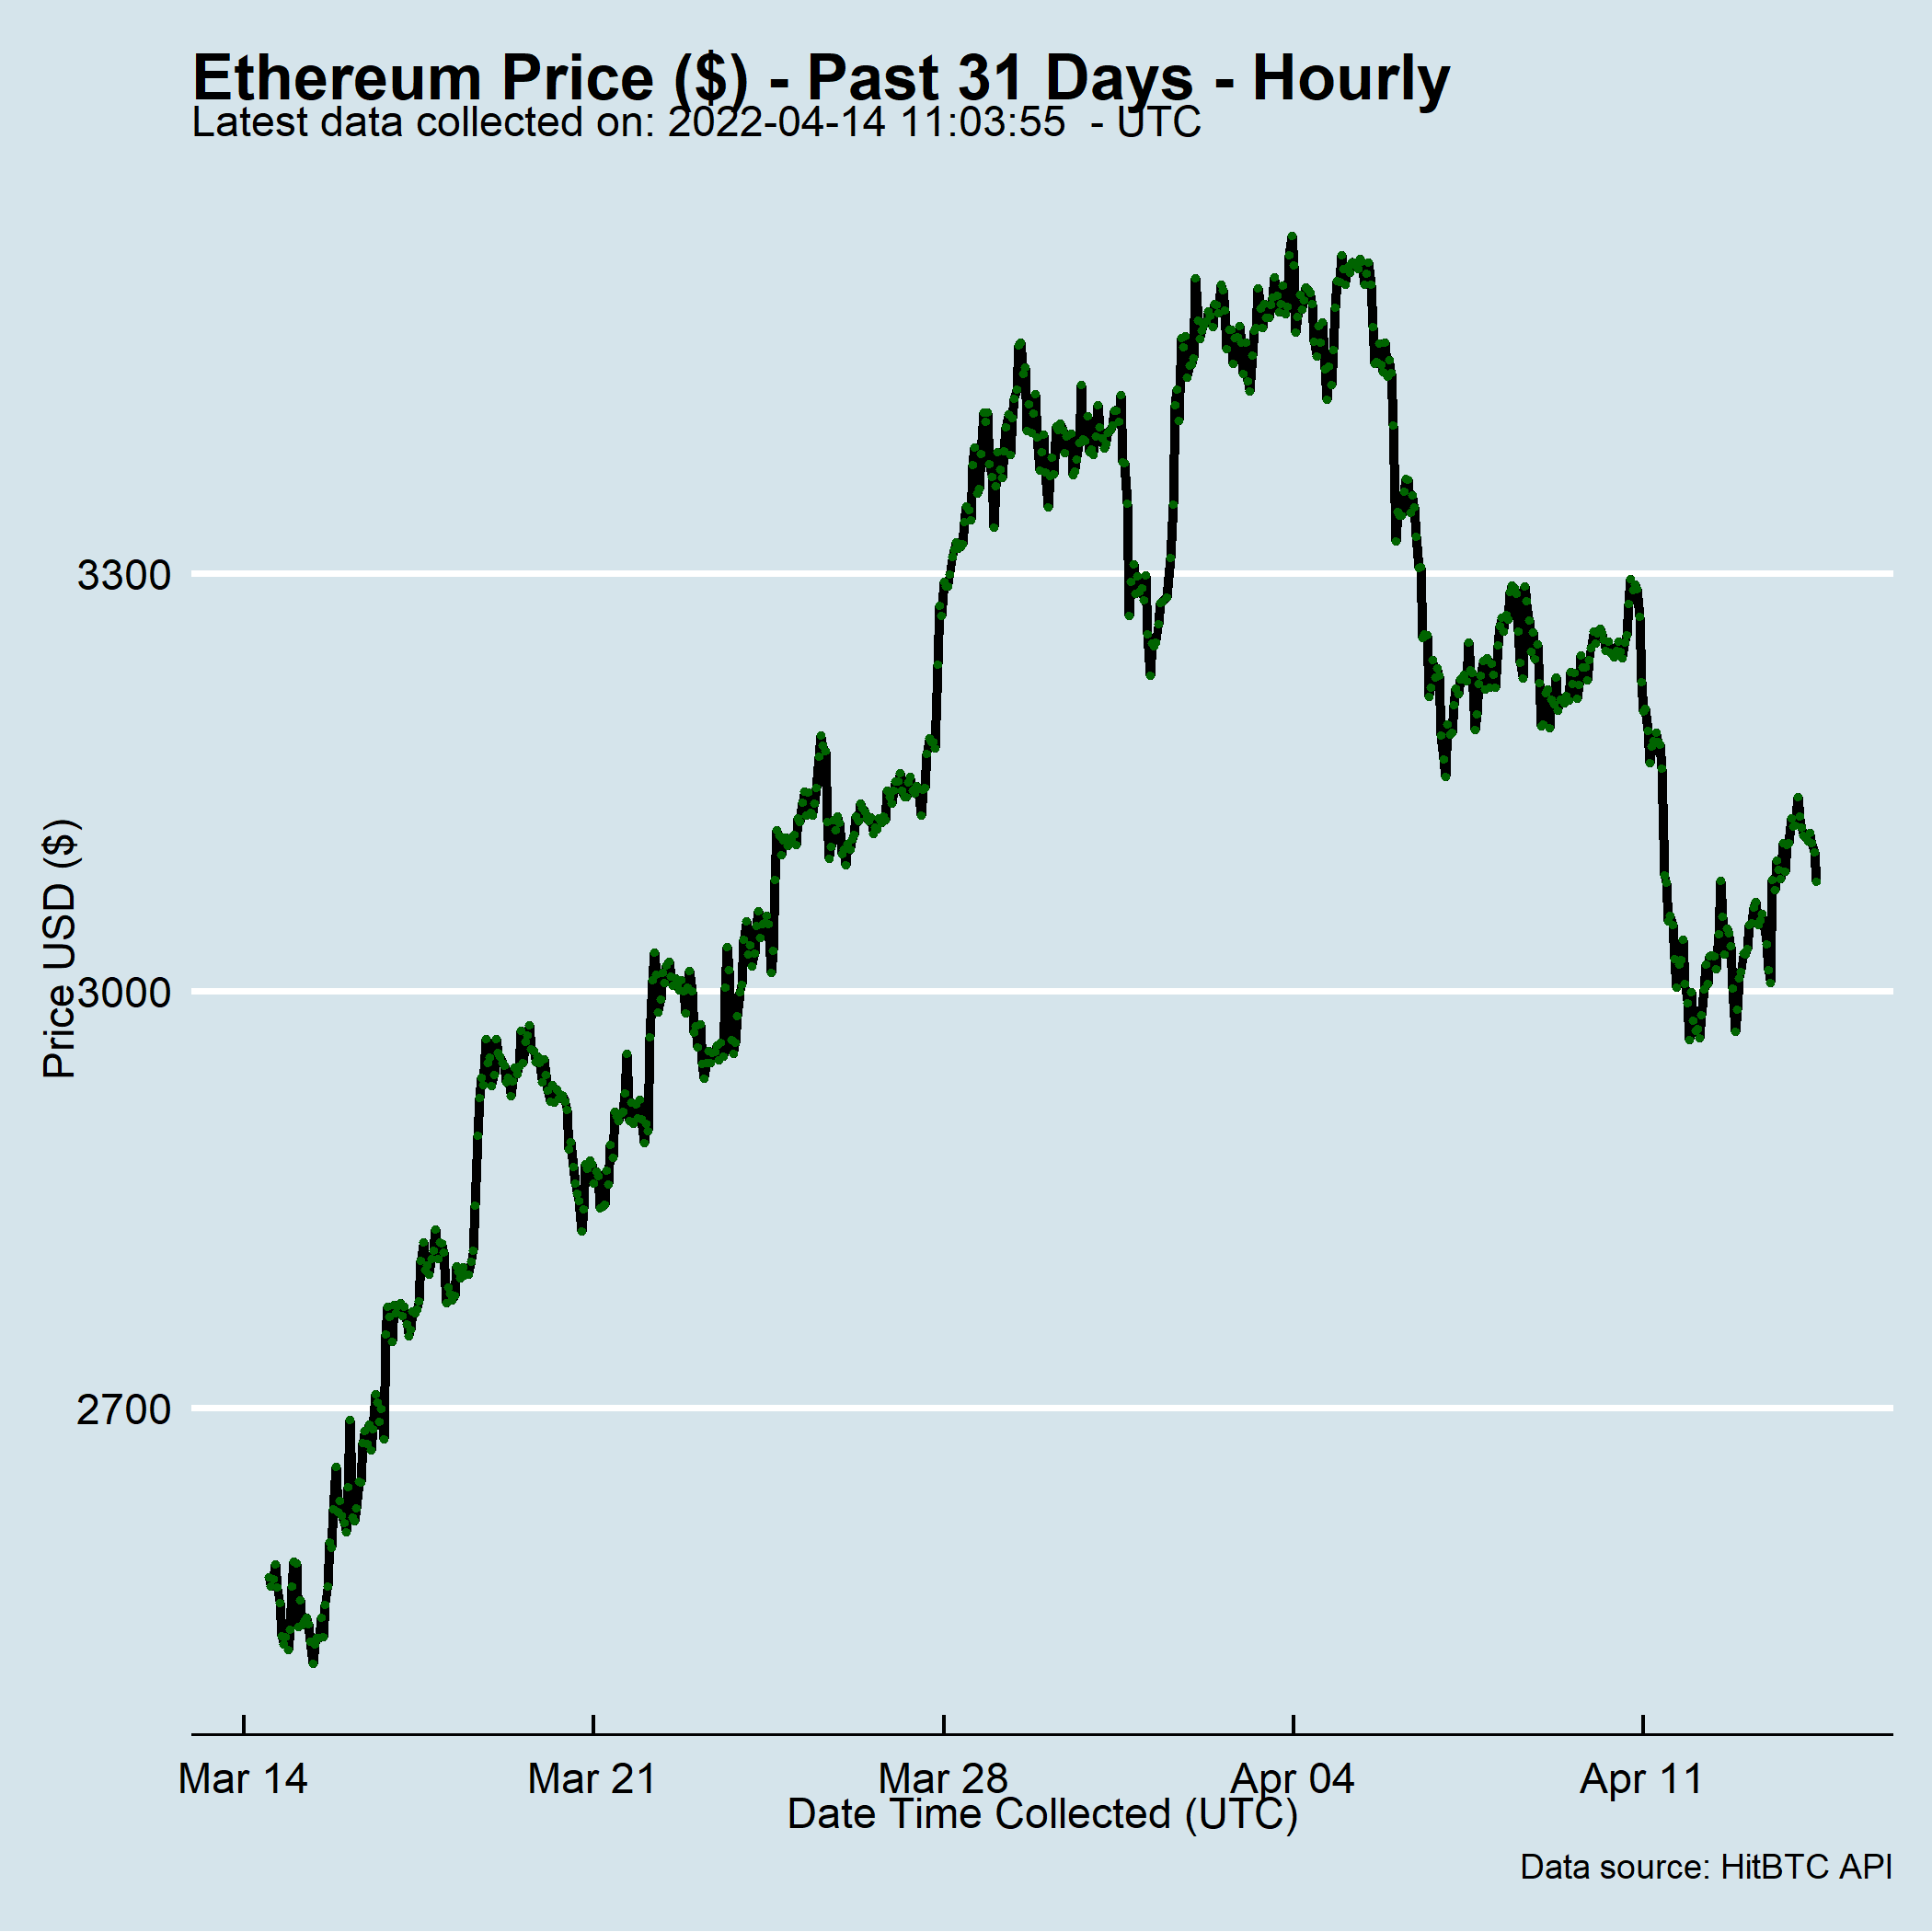 Ethereum Price ($) - Past 31 Days - Hourly
Latest data collected on: 2022-04-14 11:03:55  - UTC
Price USD ($)
3300
3000
2700
Mar 14
Mar 21
Mar 28
Apr 04
Apr 11
Date Time Collected (UTC)
Data source: HitBTC API